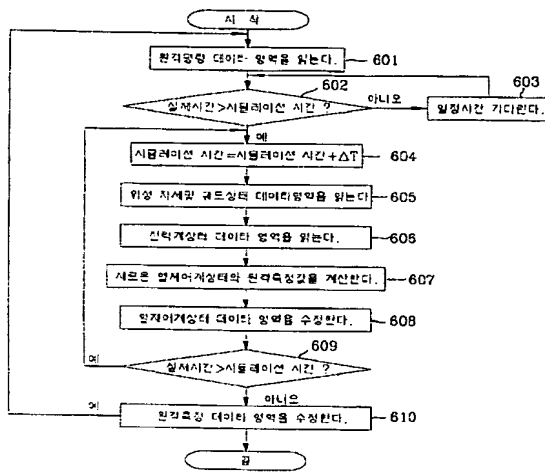 시 작
원격명령 데이타 영역을 읽는다.
601
602
603
실제시간>시뮬레이션 시간 ?
아니오
일정시간 기다린다.
예
시뮬레이션 시간=시뮬레이션 시간+ΔT
604
위성 자세및 궤도상태 데이타영역을 읽는다
605
전력계상태 데이타 영역을 읽는다.
606
새로운 열제어계상태와 원격측정값을 계산한다.
607
열제어계상태 데이타 영역을 수정한다.
608
609
예
실제시간>시뮬레이션 시간 ?
아니오
예
원격측정 데이타 영역을 수정한다.
610
끝